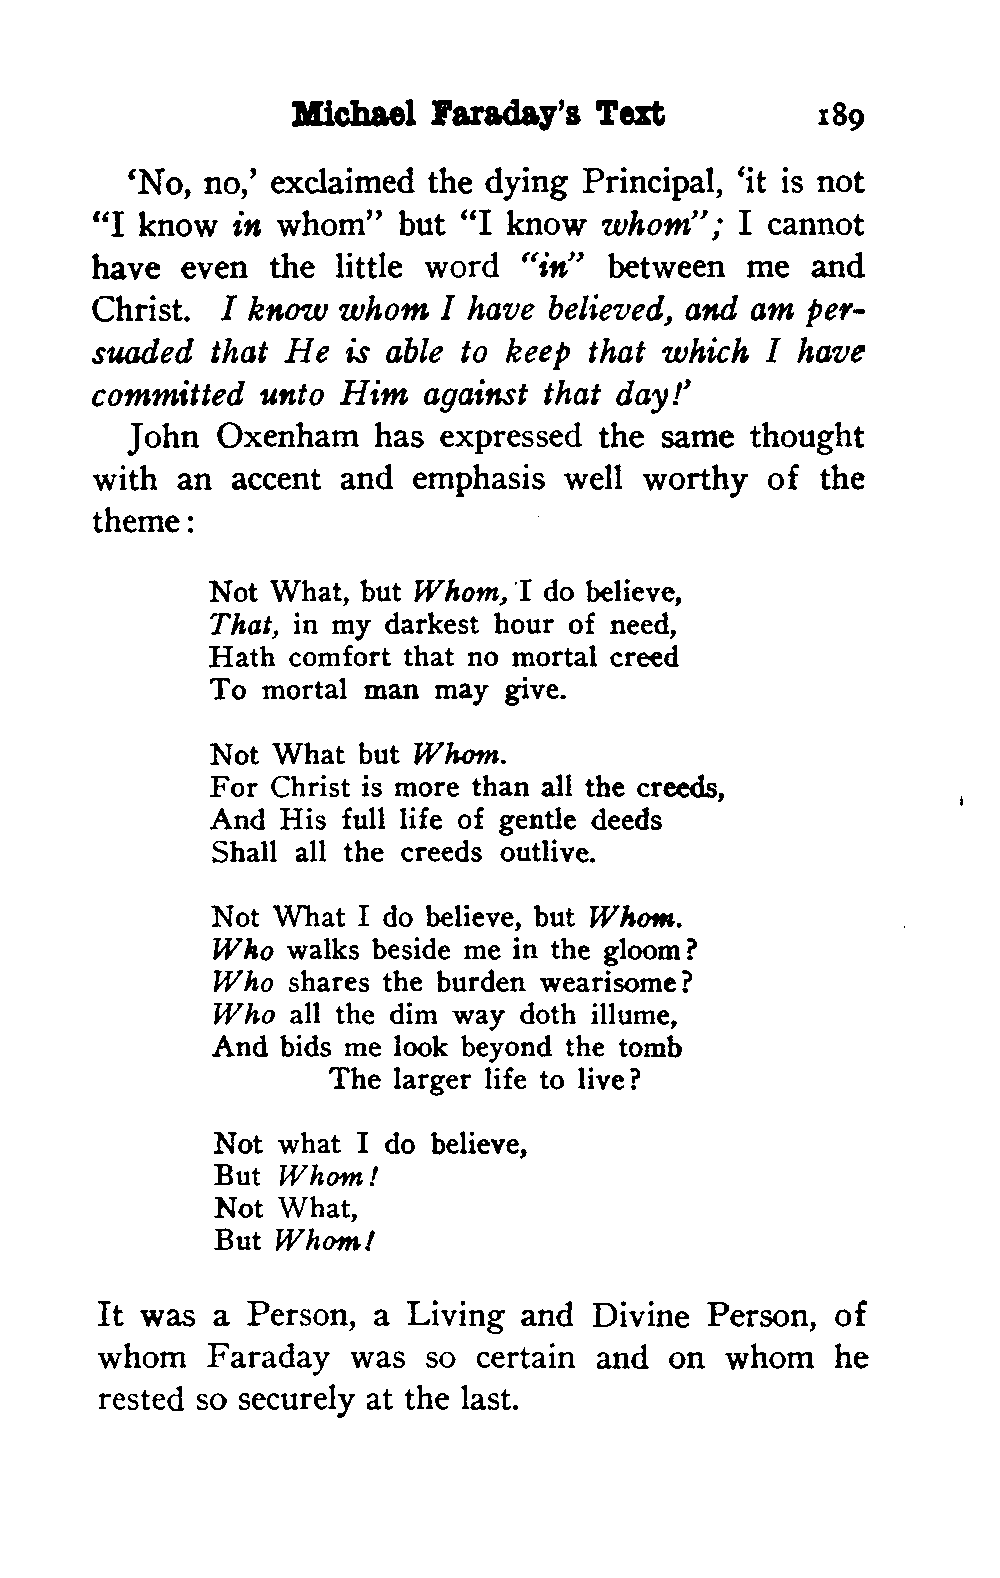 Michael Faraday's Text 189
‘No, no,’ exclaimed the dying Principal, ‘it is not
“I know in whom” but “I know whom”; I cannot
have even the little word “in” between me and
Christ. I know whom I have believed, and am per-
suaded that He is able to keep that which I have
committed unto Him against that day!’
John Oxenham has expressed the same thought
with an accent and emphasis well worthy of the
theme:
Not What, but Whom, I do believe,
That, in my darkest hour of need,
Hath comfort that no mortal creed
To mortal man may give.
Not What but Whom.
For Christ is more than all the creeds,
And His full life of gentle deeds
Shall all the creeds outlive.
Not What I do believe, but Whom.
Who walks beside me in the gloom?
Who shares the burden wearisome?
Who all the dim way doth illume,
And bids me look beyond the tomb
The larger life to live?
Not what I do believe,
But Whom!
Not What,
But Whom!
It was a Person, a Living and Divine Person, of
whom Faraday was so certain and on whom he
rested so securely at the last.